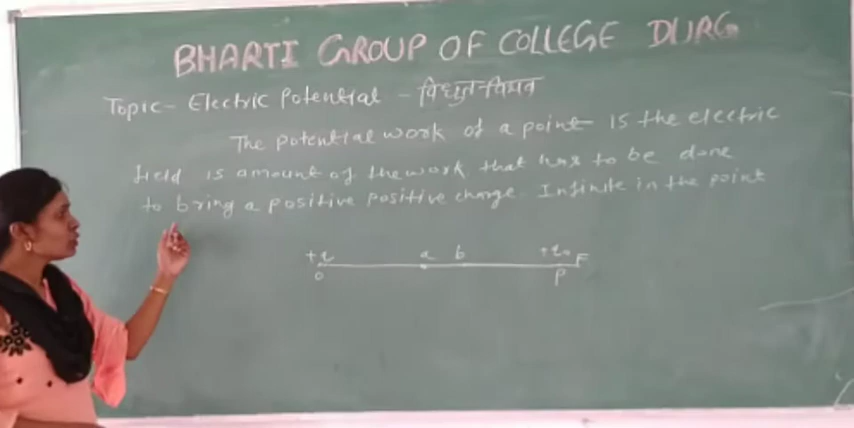 BHARTI GROUP OF COLLEGE DURG
Topic- Electric Potential - विद्युत विभव
The potential work of a point is the electric
field is amount of the work that has to be done
to bring a positive positive charge. Infinite in the point
+q a b +q₀ F
O P